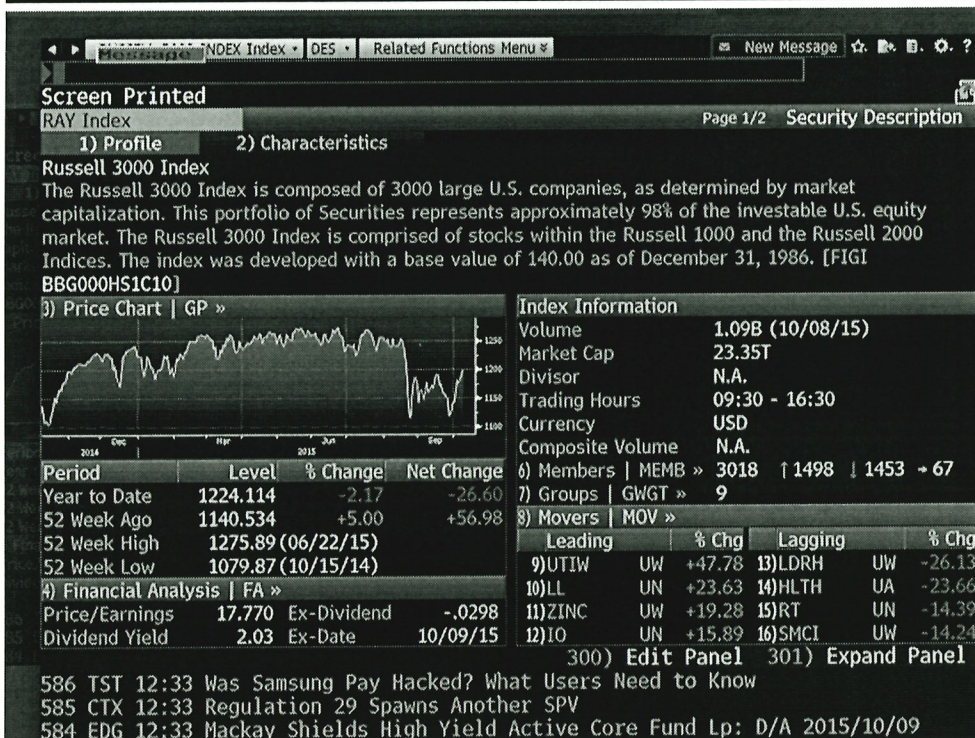 NDEX Index DES Related Functions Menu New Message ?
Message
Screen Printed
RAY Index Page 1/2 Security Description
1) Profile 2) Characteristics
Russell 3000 Index
The Russell 3000 Index is composed of 3000 large U.S. companies, as determined by market
capitalization. This portfolio of Securities represents approximately 98% of the investable U.S. equity
market. The Russell 3000 Index is comprised of stocks within the Russell 1000 and the Russell 2000
Indices. The index was developed with a base value of 140.00 as of December 31, 1986. [FIGI
BBG000HS1C10]
3) Price Chart | GP »
1250
1200
1150
1100
Dec Mar Jun Sep
2014 2015
Period Level % Change Net Change
Year to Date 1224.114 -2.17 -26.60
52 Week Ago 1140.534 +5.00 +56.98
52 Week High 1275.89 (06/22/15)
52 Week Low 1079.87 (10/15/14)
4) Financial Analysis | FA »
Price/Earnings 17.770 Ex-Dividend -.0298
Dividend Yield 2.03 Ex-Date 10/09/15
Index Information
Volume 1.09B (10/08/15)
Market Cap 23.35T
Divisor N.A.
Trading Hours 09:30 - 16:30
Currency USD
Composite Volume N.A.
6) Members | MEMB » 3018 ↑1498 ↓1453 →67
7) Groups | GWGT » 9
8) Movers | MOV »
Leading % Chg Lagging % Chg
9)UTIW UW +47.78 13)LDRH UW -26.13
10)LL UN +23.63 14)HLTH UA -23.66
11)ZINC UW +19.28 15)RT UN -14.39
12)IO UN +15.89 16)SMCI UW -14.24
300) Edit Panel 301) Expand Panel
586 TST 12:33 Was Samsung Pay Hacked? What Users Need to Know
585 CTX 12:33 Regulation 29 Spawns Another SPV
584 EDG 12:33 Mackay Shields High Yield Active Core Fund Lp: D/A 2015/10/09